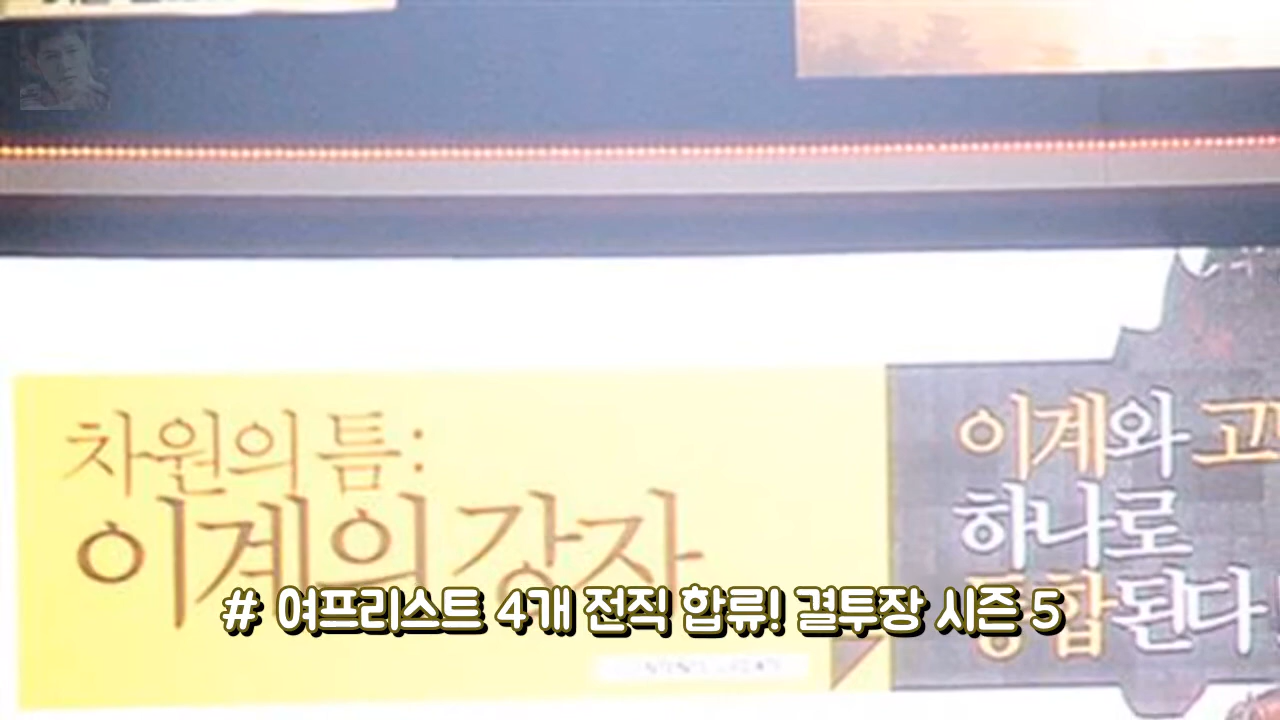 차원의 틈:
이계의 강자
이계와
하나로
통합된다
# 여프리스트 4개 전직 합류! 결투장 시즌 5